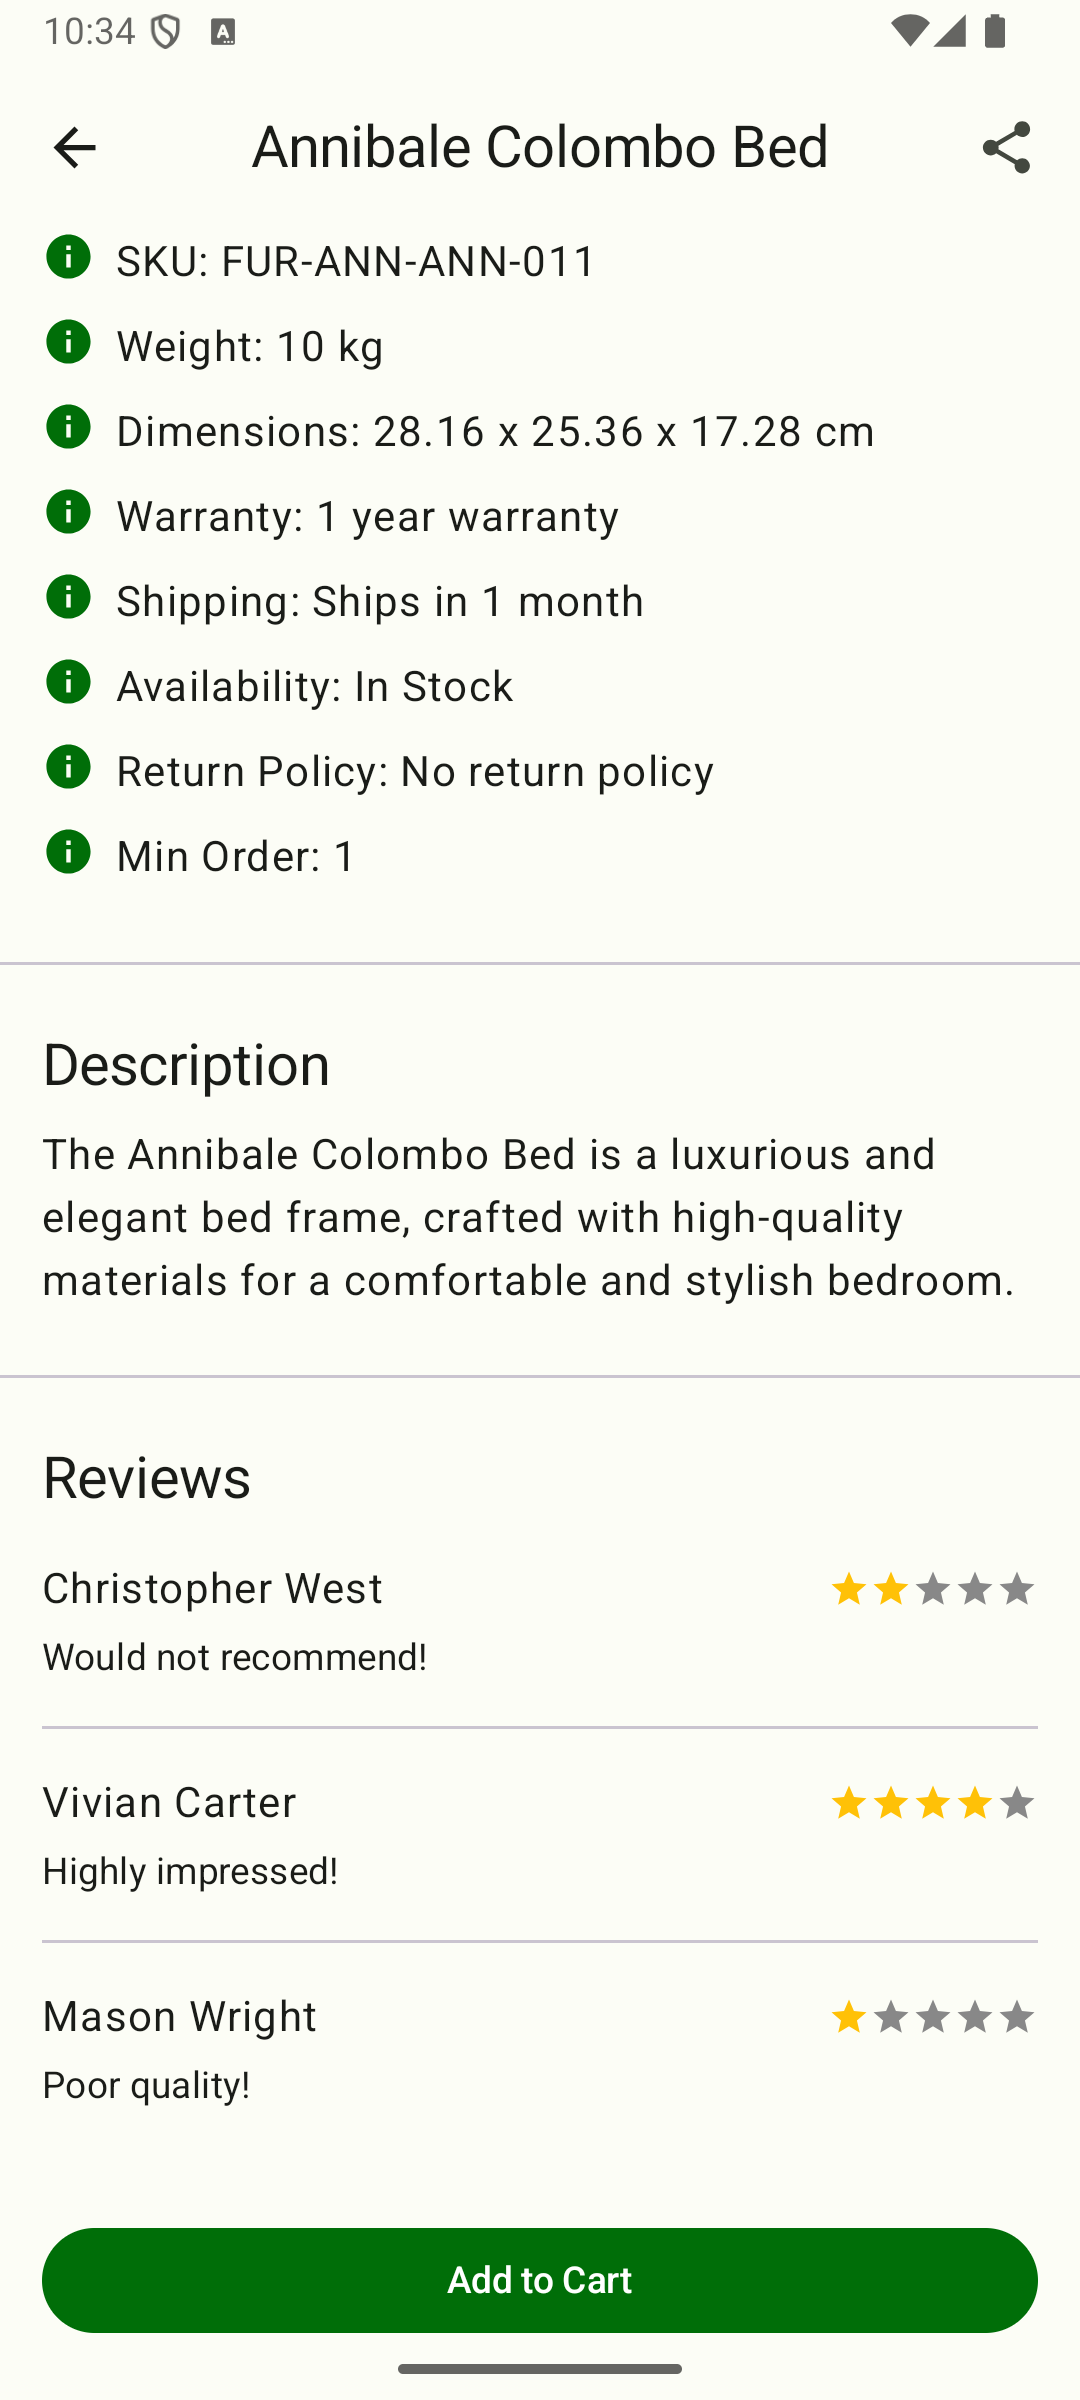 10:34
Annibale Colombo Bed
SKU: FUR-ANN-ANN-011
Weight: 10 kg
Dimensions: 28.16 x 25.36 x 17.28 cm
Warranty: 1 year warranty
Shipping: Ships in 1 month
Availability: In Stock
Return Policy: No return policy
Min Order: 1
Description
The Annibale Colombo Bed is a luxurious and
elegant bed frame, crafted with high-quality
materials for a comfortable and stylish bedroom.
Reviews
Christopher West
Would not recommend!
Vivian Carter
Highly impressed!
Mason Wright
Poor quality!
Add to Cart